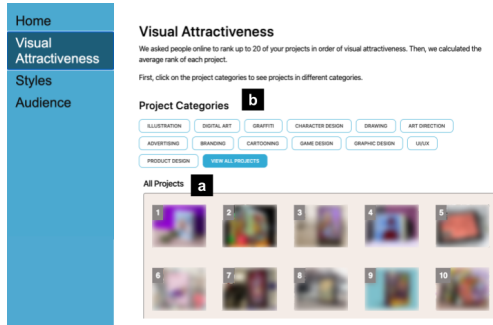 Home
Visual
Attractiveness
Styles
Audience
Visual Attractiveness
We asked people online to rank up to 20 of your projects in order of visual attractiveness. Then, we calculated the
average rank of each project.
First, click on the project categories to see projects in different categories.
Project Categories
b
ILLUSTRATION DIGITAL ART GRAFFITI CHARACTER DESIGN DRAWING ART DIRECTION
ADVERTISING BRANDING CARTOONING GAME DESIGN GRAPHIC DESIGN UI/UX
PRODUCT DESIGN VIEW ALL PROJECTS
All Projects
a
1 2 3 4 5
6 7 8 9 10